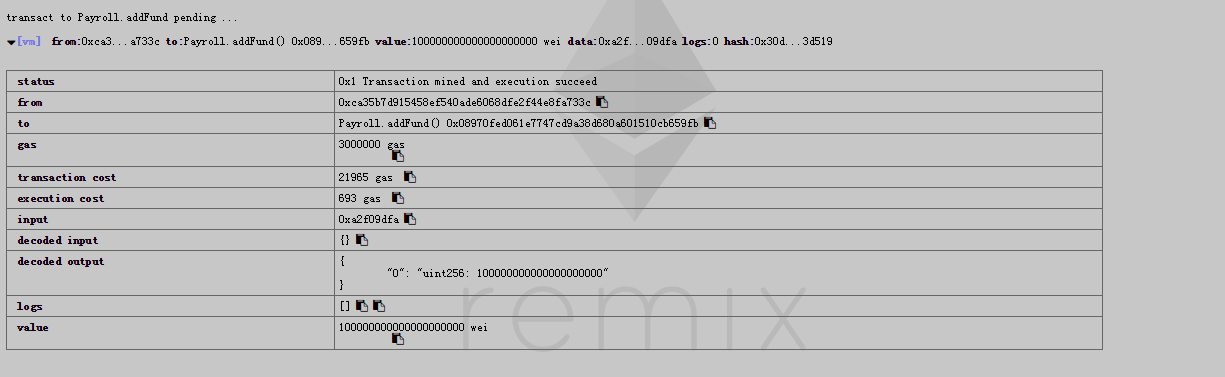 transact to Payroll.addFund pending ...
[vm] from:0xca3...a733c to:Payroll.addFund() 0x089...659fb value:100000000000000000000 wei data:0xa2f...09dfa logs:0 hash:0x30d...3d519
status 0x1 Transaction mined and execution succeed
from 0xca35b7d915458ef540ade6068dfe2f44e8fa733c
to Payroll.addFund() 0x08970fed061e7747cd9a38d680a601510cb659fb
gas 3000000 gas
transaction cost 21965 gas
execution cost 693 gas
input 0xa2f09dfa
decoded input {}
decoded output {
"0": "uint256: 100000000000000000000"
}
logs []
value 100000000000000000000 wei
remix